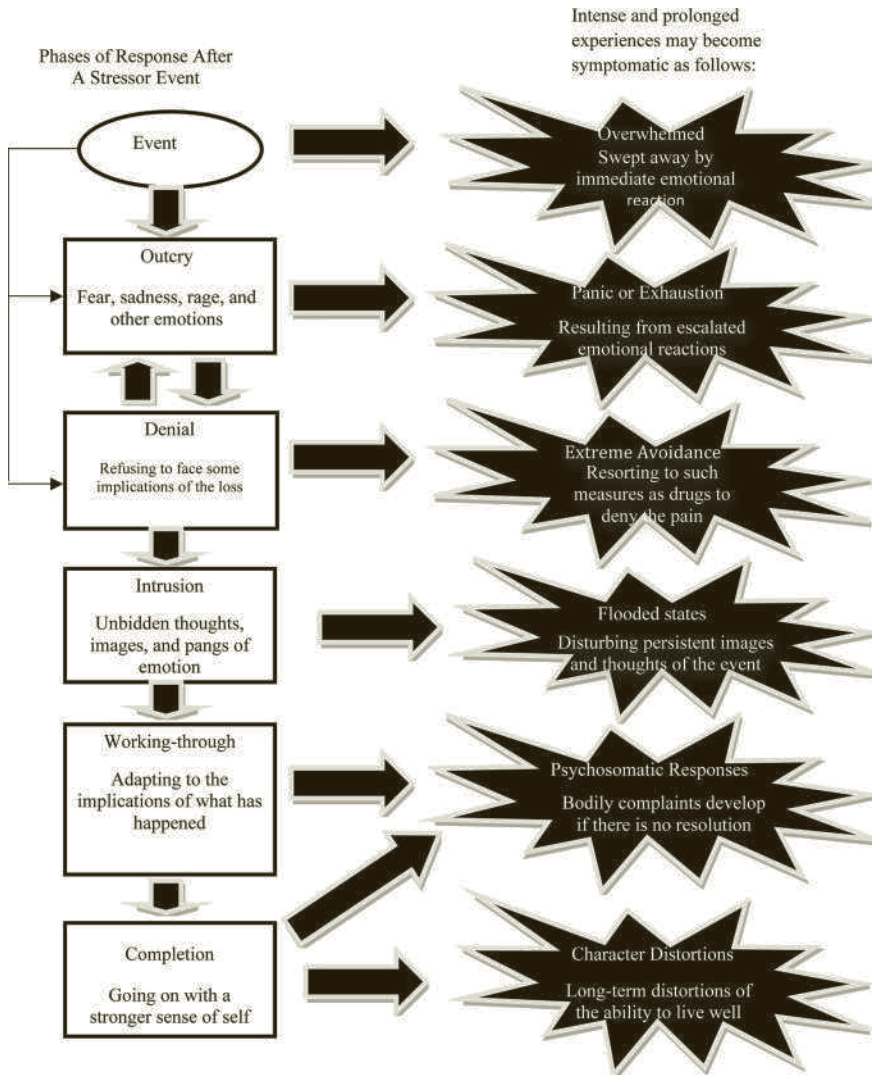 Phases of Response After
A Stressor Event
Intense and prolonged
experiences may become
symptomatic as follows:
Event
Overwhelmed
Swept away by
immediate emotional
reaction
Outcry
Fear, sadness, rage, and
other emotions
Panic or Exhaustion
Resulting from escalated
emotional reactions
Denial
Refusing to face some
implications of the loss
Extreme Avoidance
Resorting to such
measures as drugs to
deny the pain
Intrusion
Unbidden thoughts,
images, and pangs of
emotion
Flooded states
Disturbing persistent images
and thoughts of the event
Working-through
Adapting to the
implications of what has
happened
Psychosomatic Responses
Bodily complaints develop
if there is no resolution
Completion
Going on with a
stronger sense of self
Character Distortions
Long-term distortions of
the ability to live well